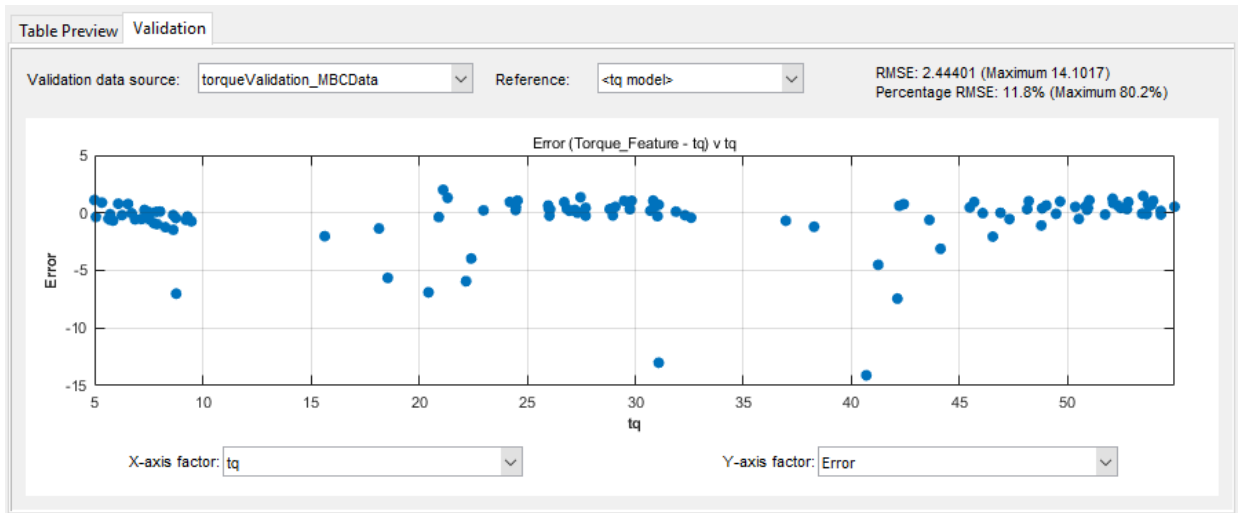 Table Preview Validation
Validation data source: torqueValidation_MBCData Reference: <tq model> RMSE: 2.44401 (Maximum 14.1017)
Percentage RMSE: 11.8% (Maximum 80.2%)
Error (Torque_Feature - tq) v tq
5
0
-5
-10
-15
Error
5 10 15 20 25 30 35 40 45 50
tq
X-axis factor: tq Y-axis factor: Error